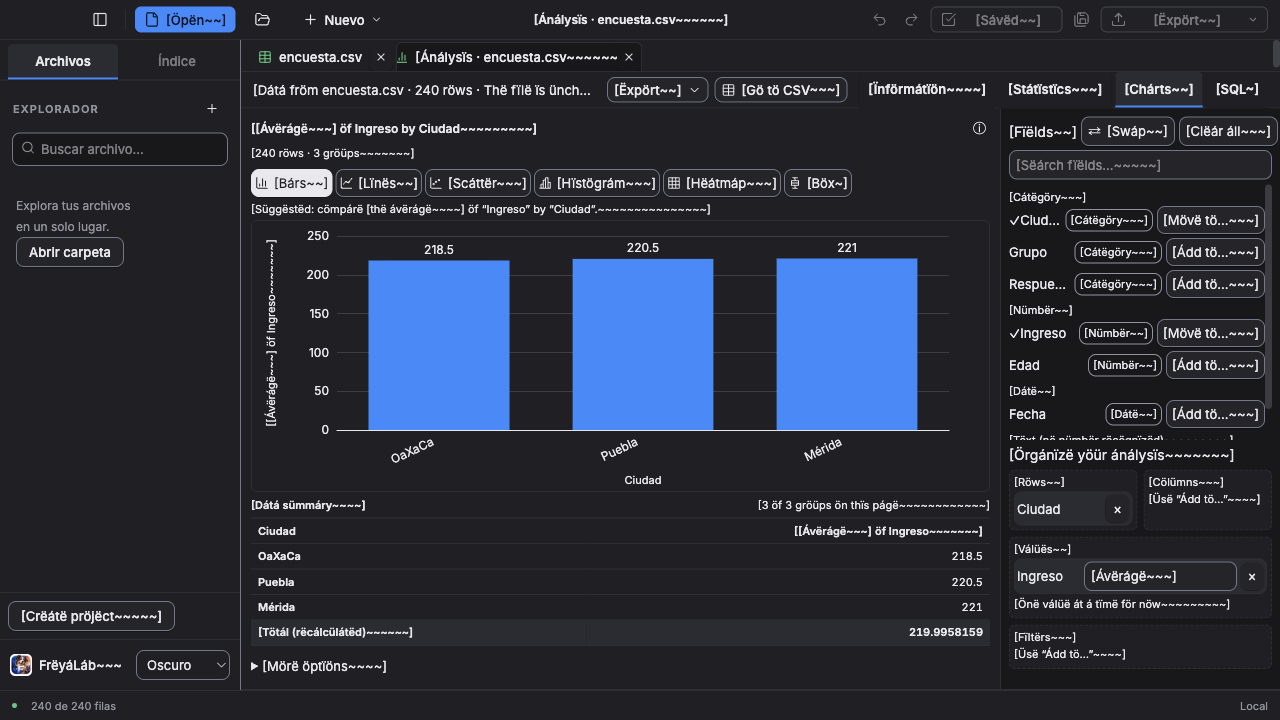 [Öpën~~]
Nuevo
[Ánálysïs · encuesta.csv~~~~~~]
[Sávëd~~]
[Ëxpört~~]
Archivos
Índice
encuesta.csv ×
[Ánálysïs · encuesta.csv~~~~~~ ×
EXPLORADOR +
Buscar archivo...
Explora tus archivos
en un solo lugar.
Abrir carpeta
[Crëátë pröjëct~~~~~]
FrëyáLáb~~~
Oscuro
[Dátá fröm encuesta.csv · 240 röws · Thë fïlë ïs ünch...
[Ëxpört~~]
[Gö tö CSV~~~]
[Ïnförmátïön~~~~]
[Státïstïcs~~~]
[Chárts~~]
[SQL~]
[[Ávërágë~~~] öf Ingreso by Ciudad~~~~~~~~~]
[240 röws · 3 gröüps~~~~~~~]
[Bárs~~]
[Lïnës~~]
[Scáttër~~~]
[Hïstögrám~~~]
[Hëátmáp~~~]
[Böx~]
[Süggëstëd: cömpárë [thë ávërágë~~~~] öf “Ingreso” by “Ciudad”.~~~~~~~~~~~~~~~]
[[Ávërágë~~~] öf Ingreso~~~~~~~]
250
200
150
100
50
0
218.5
220.5
221
OaXaCa
Puebla
Mérida
Ciudad
[Dátá sümmáry~~~~]
[3 öf 3 gröüps ön thïs págë~~~~~~~~~~~~]
Ciudad [[Ávërágë~~~] öf Ingreso~~~~~~~]
OaXaCa 218.5
Puebla 220.5
Mérida 221
[Tötál (rëcálcülátëd)~~~~~~] 219.9958159
[Mörë öptïöns~~~~]
[Fïëlds~~]
[Swáp~~]
[Clëár áll~~~]
[Sëárch fïëlds...~~~~~]
[Cátëgöry~~~]
✓Ciud... [Cátëgöry~~~] [Mövë tö...~~~]
Grupo [Cátëgöry~~~] [Ádd tö...~~~]
Respue... [Cátëgöry~~~] [Ádd tö...~~~]
[Nümbër~~]
✓Ingreso [Nümbër~~] [Mövë tö...~~~]
Edad [Nümbër~~] [Ádd tö...~~~]
[Dátë~~]
Fecha [Dátë~~] [Ádd tö...~~~]
[Örgánïzë yöür ánálysïs~~~~~~~]
[Röws~~]
Ciudad ×
[Cölümns~~~]
[Üsë “Ádd tö...”~~~~]
[Válüës~~]
Ingreso [Ávërágë~~~] ×
[Önë válüë át á tïmë för nöw~~~~~~~~~]
[Fïltërs~~~]
[Üsë “Ádd tö...”~~~~]
240 de 240 filas
Local